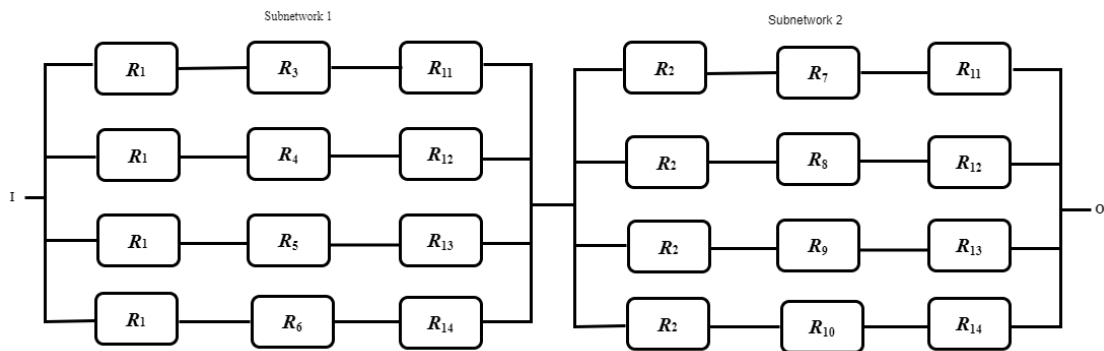 Subnetwork 1 Subnetwork 2
R1 R3 R11 R2 R7 R11
R1 R4 R12 R2 R8 R12
I O
R1 R5 R13 R2 R9 R13
R1 R6 R14 R2 R10 R14